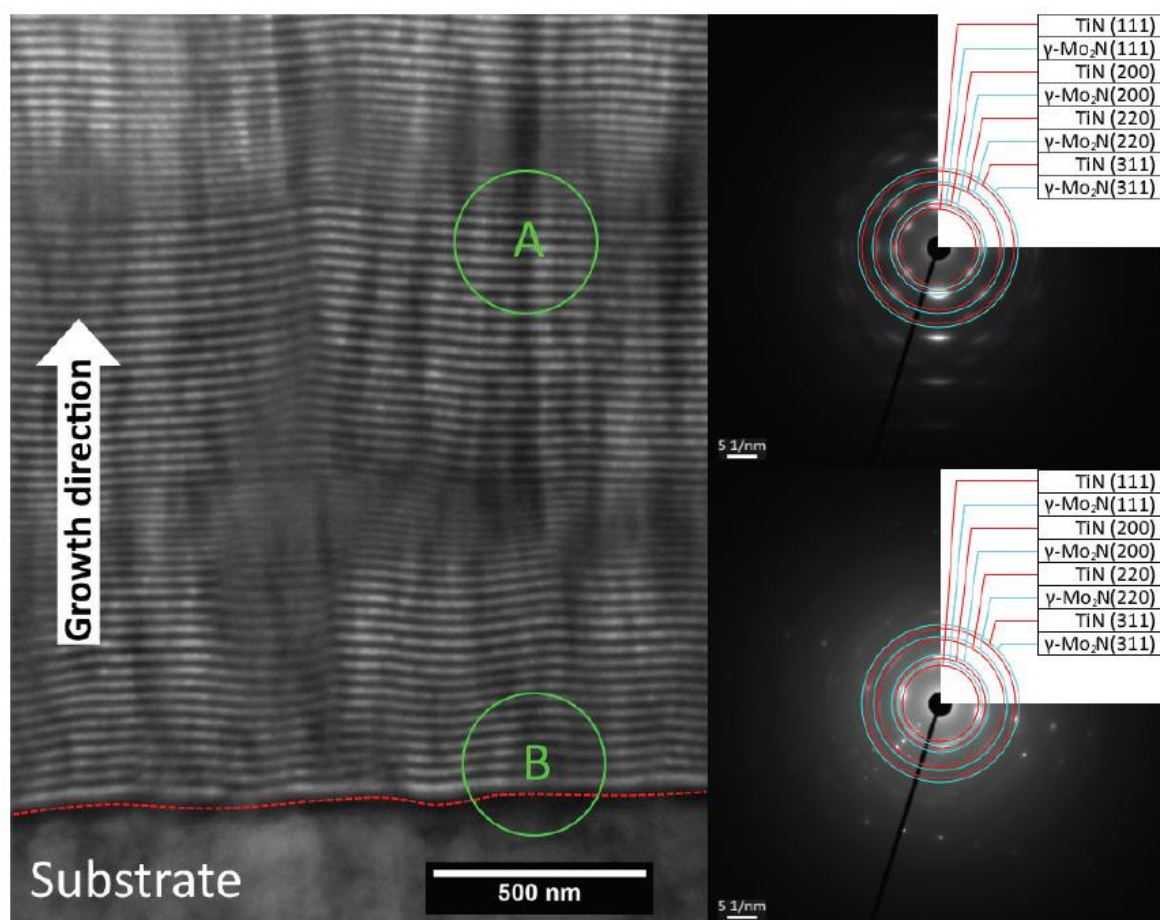 A
Growth direction
B
Substrate
500 nm
TiN (111)
γ-Mo₂N(111)
TiN (200)
γ-Mo₂N(200)
TiN (220)
γ-Mo₂N(220)
TiN (311)
γ-Mo₂N(311)
5 1/nm
TiN (111)
γ-Mo₂N(111)
TiN (200)
γ-Mo₂N(200)
TiN (220)
γ-Mo₂N(220)
TiN (311)
γ-Mo₂N(311)
5 1/nm